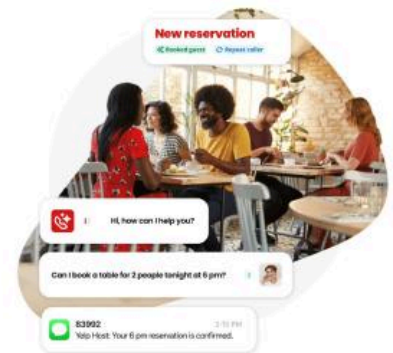 New reservation
Booked guest Repeat caller
Hi, how can I help you?
Can I book a table for 2 people tonight at 6 pm?
83992
Yelp Host: Your 6 pm reservation is confirmed.